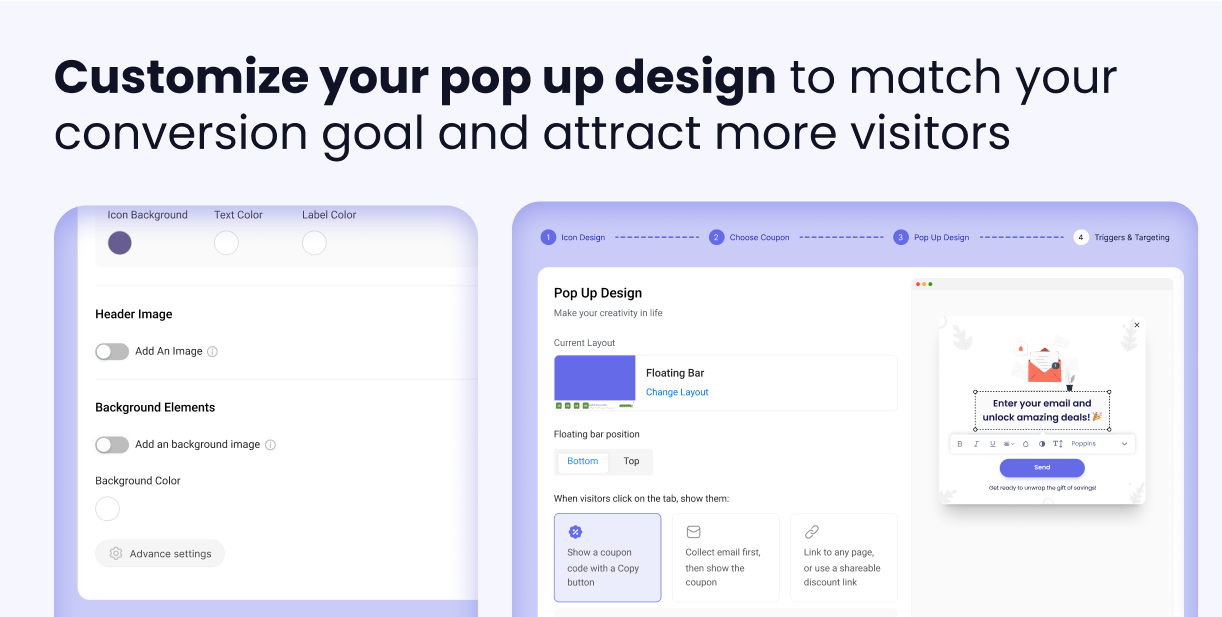 Customize your pop up design to match your
conversion goal and attract more visitors
Icon Background Text Color Label Color
Header Image
Add An Image
Background Elements
Add an background image
Background Color
Advance settings
1 Icon Design 2 Choose Coupon 3 Pop Up Design 4 Triggers & Targeting
Pop Up Design
Make your creativity in life
Current Layout
Floating Bar
Change Layout
Floating bar position
Bottom Top
When visitors click on the tab, show them:
Show a coupon
code with a Copy
button
Collect email first,
then show the
coupon
Link to any page,
or use a shareable
discount link
Enter your email and
unlock amazing deals! 🎉
B I U Poppins
Send
Get ready to unwrap the gift of savings!